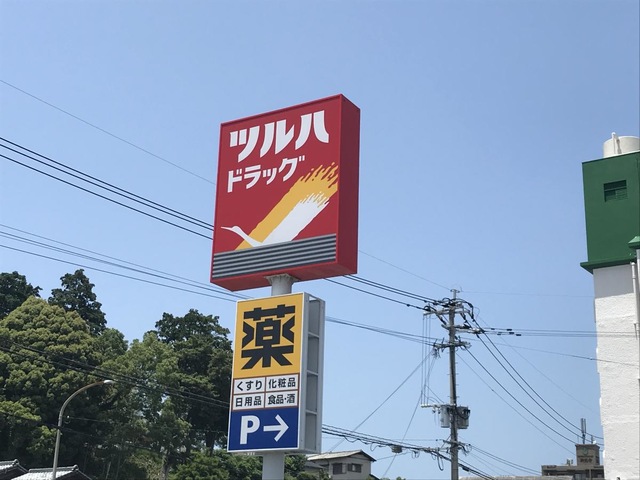 ツルハ
ドラッグ
薬
くすり 化粧品
日用品 食品・酒
P→